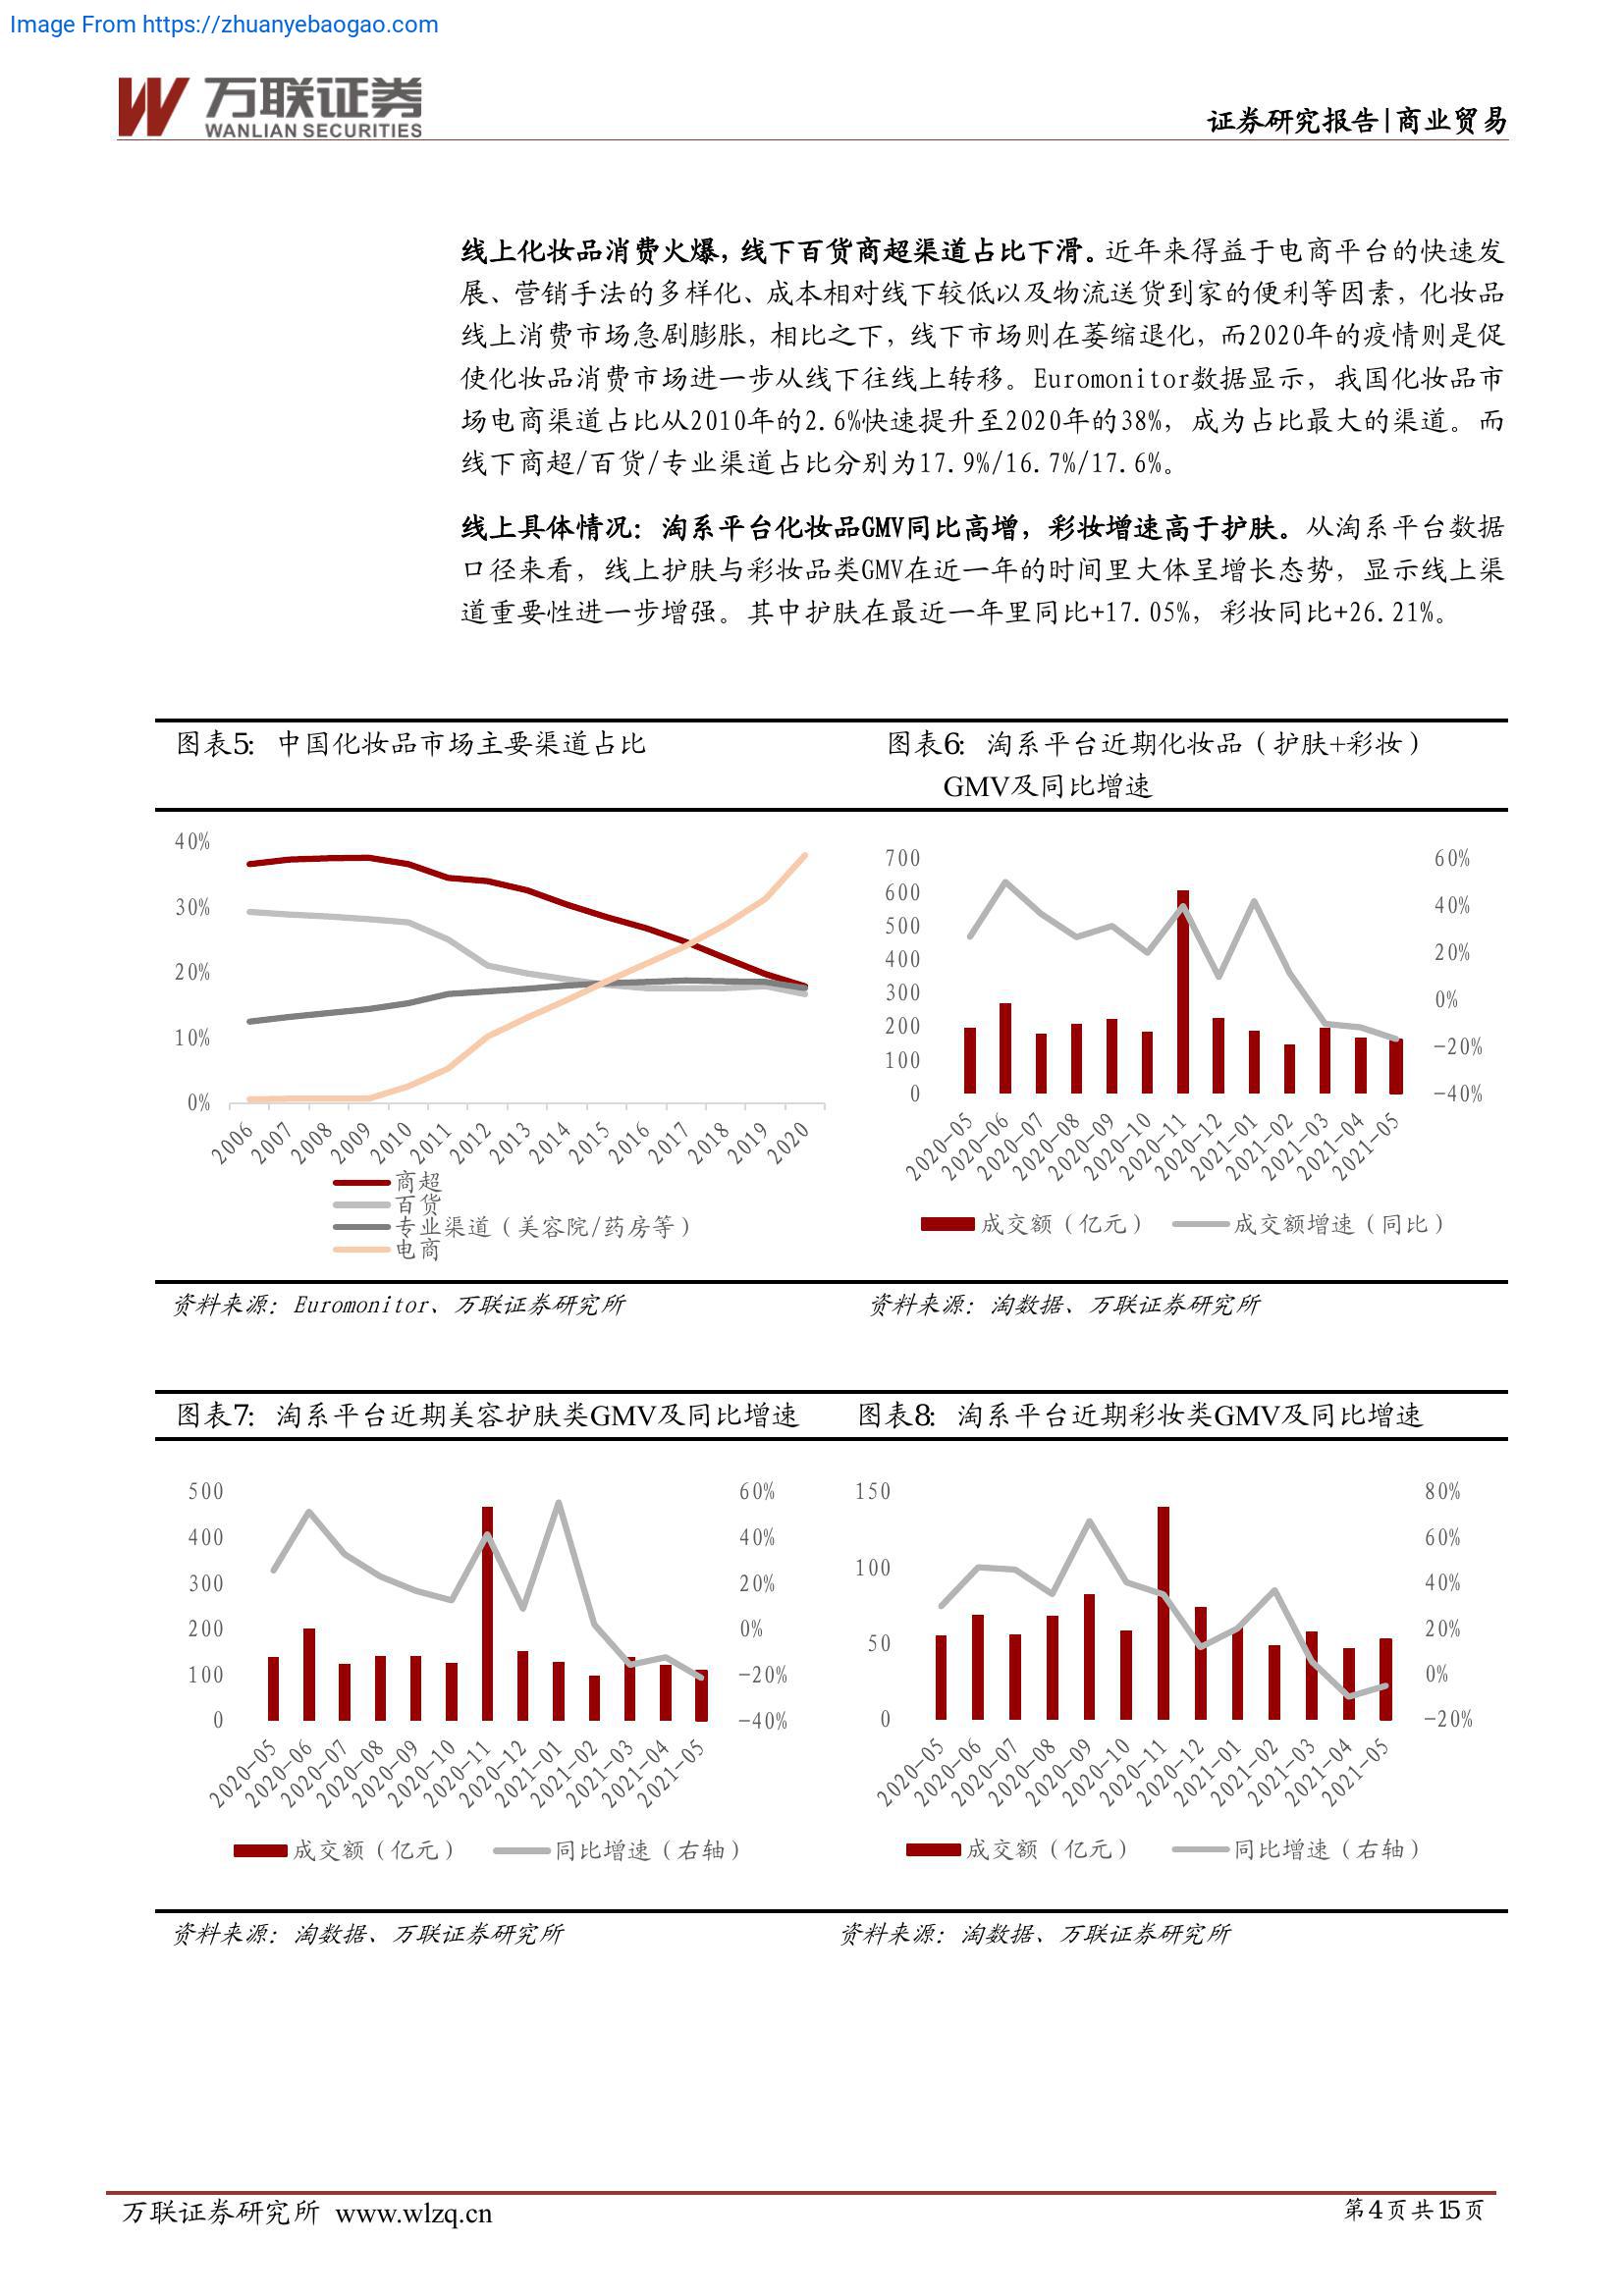 Image From https://zhuanyebaogao.com
万联证券
WANLIAN SECURITIES
证券研究报告|商业贸易
线上化妆品消费火爆，线下百货商超渠道占比下滑。近年来得益于电商平台的快速发
展、营销手法的多样化、成本相对线下较低以及物流送货到家的便利等因素，化妆品
线上消费市场急剧膨胀，相比之下，线下市场则在萎缩退化，而2020年的疫情则是促
使化妆品消费市场进一步从线下往线上转移。Euromonitor数据显示，我国化妆品市
场电商渠道占比从2010年的2.6%快速提升至2020年的38%，成为占比最大的渠道。而
线下商超/百货/专业渠道占比分别为17.9%/16.7%/17.6%。
线上具体情况：淘系平台化妆品GMV同比高增，彩妆增速高于护肤。从淘系平台数据
口径来看，线上护肤与彩妆品类GMV在近一年的时间里大体呈增长态势，显示线上渠
道重要性进一步增强。其中护肤在最近一年里同比+17.05%，彩妆同比+26.21%。
图表5: 中国化妆品市场主要渠道占比
40%
30%
20%
10%
0%
2006 2007 2008 2009 2010 2011 2012 2013 2014 2015 2016 2017 2018 2019 2020
商超
百货
专业渠道（美容院/药房等）
电商
资料来源：Euromonitor、万联证券研究所
图表6: 淘系平台近期化妆品（护肤+彩妆）
GMV及同比增速
700
600
500
400
300
200
100
0
60%
40%
20%
0%
-20%
-40%
2020-05 2020-06 2020-07 2020-08 2020-09 2020-10 2020-11 2020-12 2021-01 2021-02 2021-03 2021-04 2021-05
成交额（亿元） 成交额增速（同比）
资料来源：淘数据、万联证券研究所
图表7: 淘系平台近期美容护肤类GMV及同比增速
500
400
300
200
100
0
60%
40%
20%
0%
-20%
-40%
2020-05 2020-06 2020-07 2020-08 2020-09 2020-10 2020-11 2020-12 2021-01 2021-02 2021-03 2021-04 2021-05
成交额（亿元） 同比增速（右轴）
资料来源：淘数据、万联证券研究所
图表8: 淘系平台近期彩妆类GMV及同比增速
150
100
50
0
80%
60%
40%
20%
0%
-20%
2020-05 2020-06 2020-07 2020-08 2020-09 2020-10 2020-11 2020-12 2021-01 2021-02 2021-03 2021-04 2021-05
成交额（亿元） 同比增速（右轴）
资料来源：淘数据、万联证券研究所
万联证券研究所 www.wlzq.cn
第4页共15页